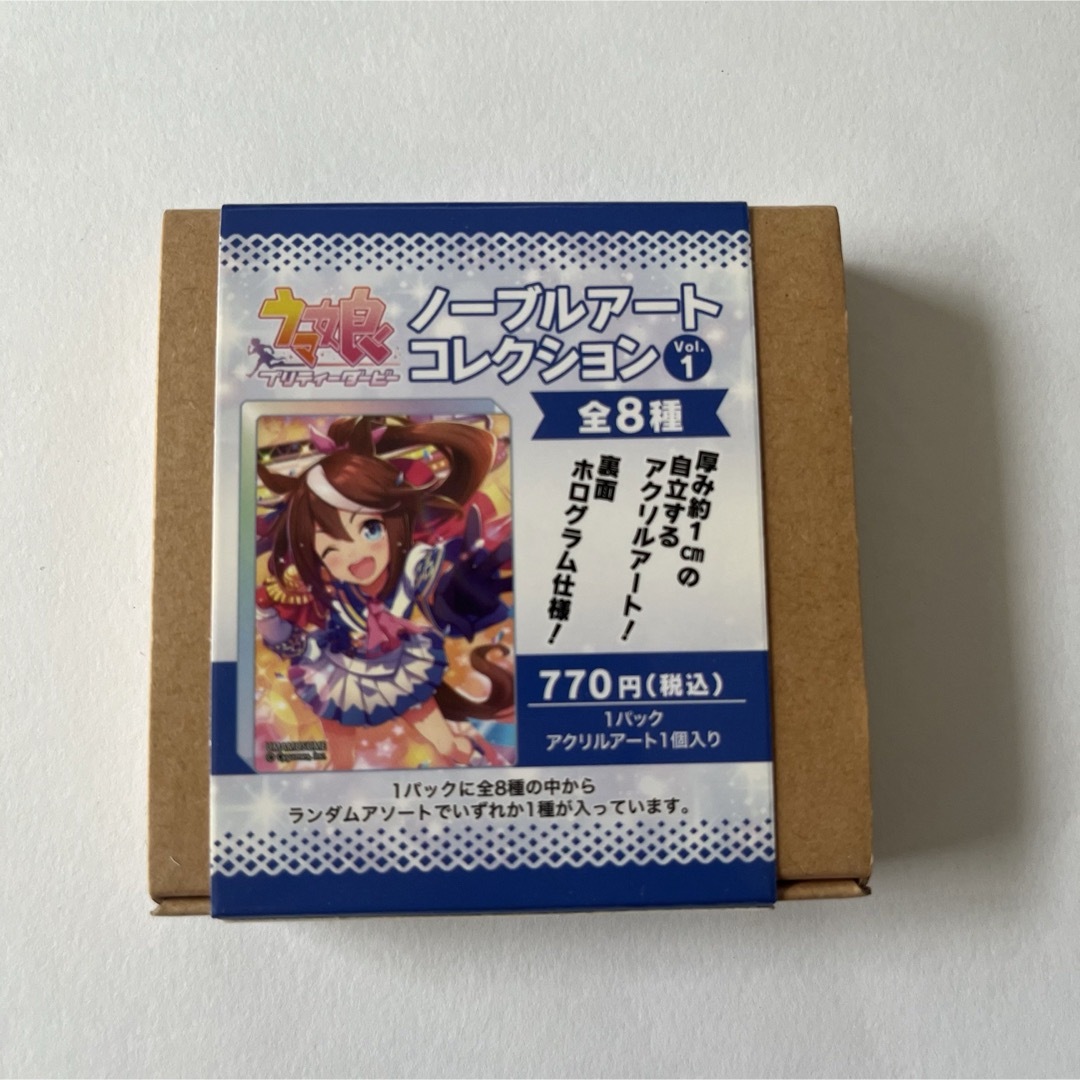 ウマ娘
プリティーダービー
ノーブルアート
コレクション Vol.1
全8種
厚み約1㎝の
自立する
アクリルアート!
裏面
ホログラム仕様!
770円(税込)
1パック
アクリルアート1個入り
UMAMUSUME
© Cygames, Inc.
1パックに全8種の中から
ランダムアソートでいずれか1種が入っています。